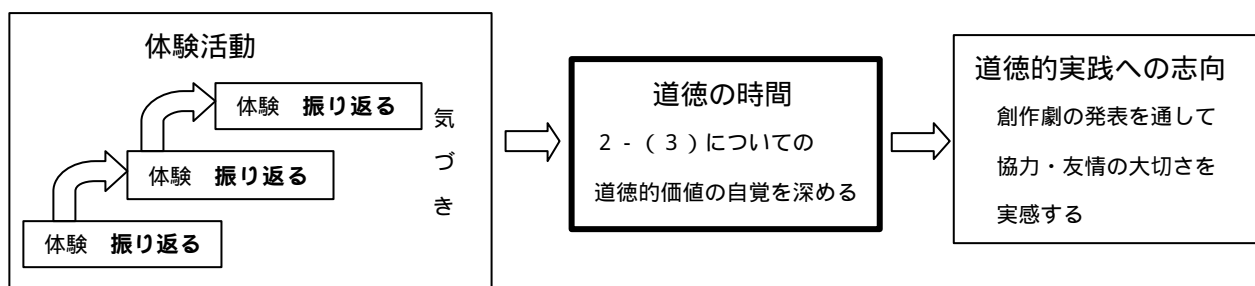 体験活動
体験 振り返る
体験 振り返る
体験 振り返る
気づき
道徳の時間
2-(3)についての
道徳的価値の自覚を深める
道徳的実践への志向
創作劇の発表を通して
協力・友情の大切さを
実感する